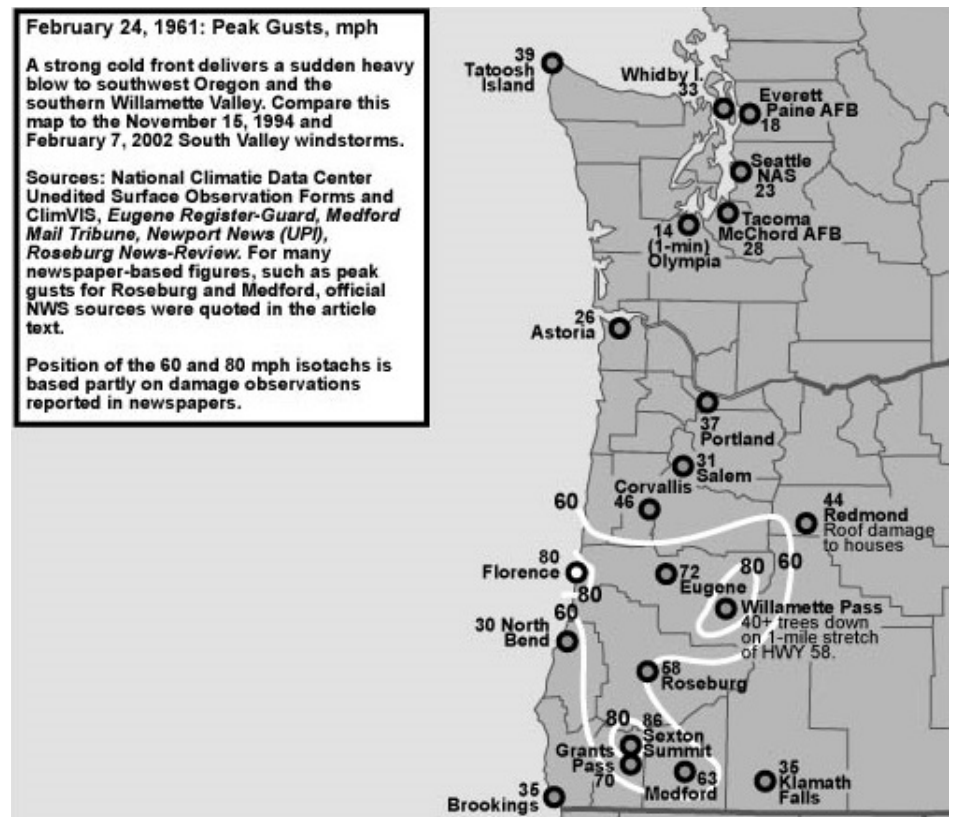 February 24, 1961: Peak Gusts, mph
A strong cold front delivers a sudden heavy
blow to southwest Oregon and the
southern Willamette Valley. Compare this
map to the November 15, 1994 and
February 7, 2002 South Valley windstorms.
Sources: National Climatic Data Center
Unedited Surface Observation Forms and
ClimVIS, Eugene Register-Guard, Medford
Mail Tribune, Newport News (UPI),
Roseburg News-Review. For many
newspaper-based figures, such as peak
gusts for Roseburg and Medford, official
NWS sources were quoted in the article
text.
Position of the 60 and 80 mph isotachs is
based partly on damage observations
reported in newspapers.
39
Tatoosh
Island
Whidby I.
33
Everett
Paine AFB
18
Seattle
NAS
23
Tacoma
McChord AFB
28
14
(1-min)
Olympia
26
Astoria
37
Portland
31
Salem
Corvallis
46
60
44
Redmond
Roof damage
to houses
80
Florence
80
72
Eugene
80
60
Willamette Pass
40+ trees down
on 1-mile stretch
of HWY 58.
60
30 North
Bend
58
Roseburg
80
86
Sexton
Summit
Grants
Pass
70
63
Medford
35
Klamath
Falls
35
Brookings